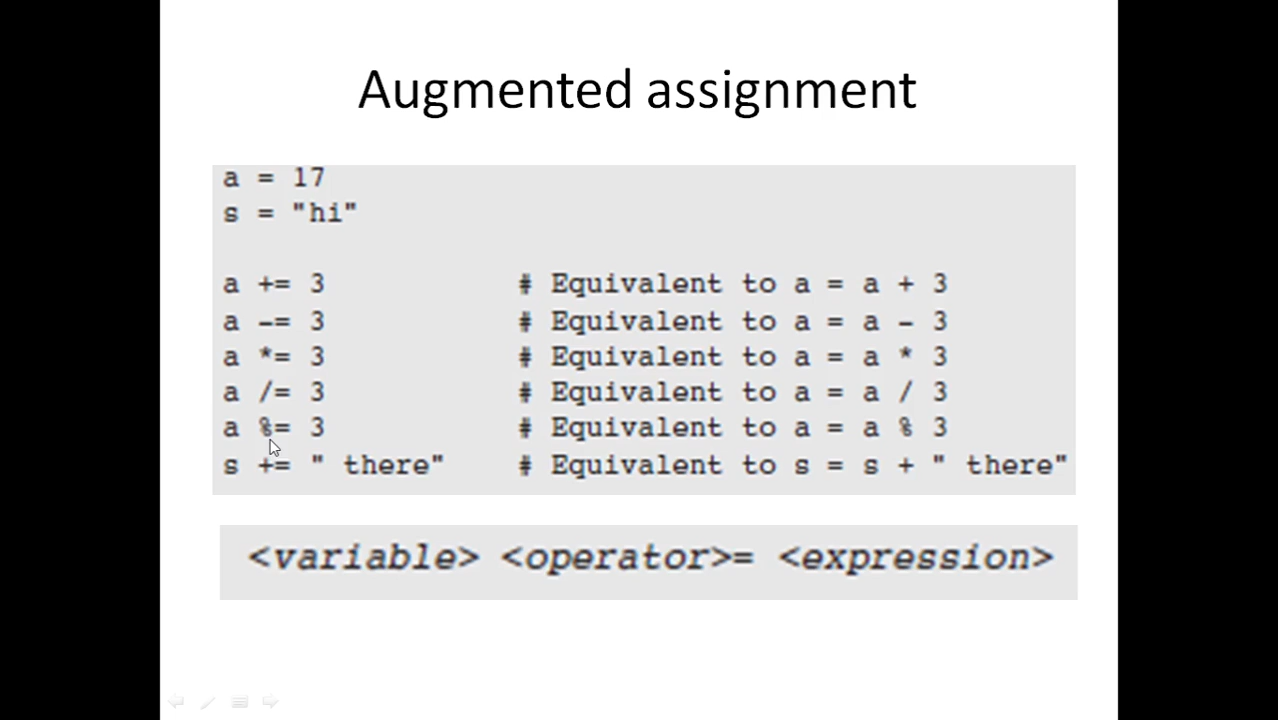 Augmented assignment
a = 17
s = "hi"
a += 3 # Equivalent to a = a + 3
a -= 3 # Equivalent to a = a - 3
a *= 3 # Equivalent to a = a * 3
a /= 3 # Equivalent to a = a / 3
a %= 3 # Equivalent to a = a % 3
s += " there" # Equivalent to s = s + " there"
<variable> <operator>= <expression>